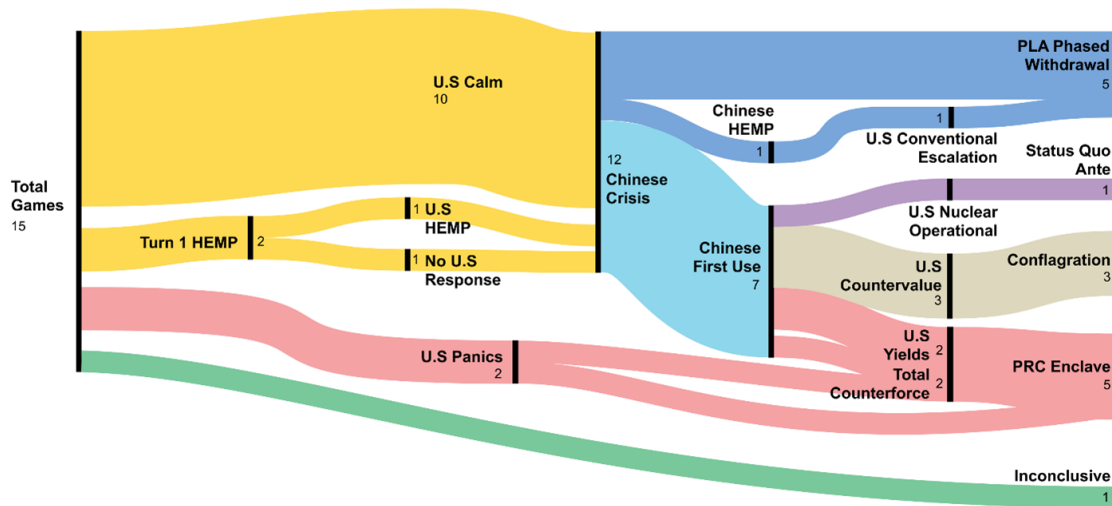 Total
Games
15
U.S Calm
10
Turn 1 HEMP
2
1
U.S
HEMP
1
No U.S
Response
U.S Panics
2
12
Chinese
Crisis
Chinese
HEMP
1
1
U.S Conventional
Escalation
Chinese
First Use
7
U.S Nuclear
Operational
U.S
Countervalue
3
U.S
Yields
2
Total
Counterforce
2
PLA Phased
Withdrawal
5
Status Quo
Ante
1
Conflagration
3
PRC Enclave
5
Inconclusive
1